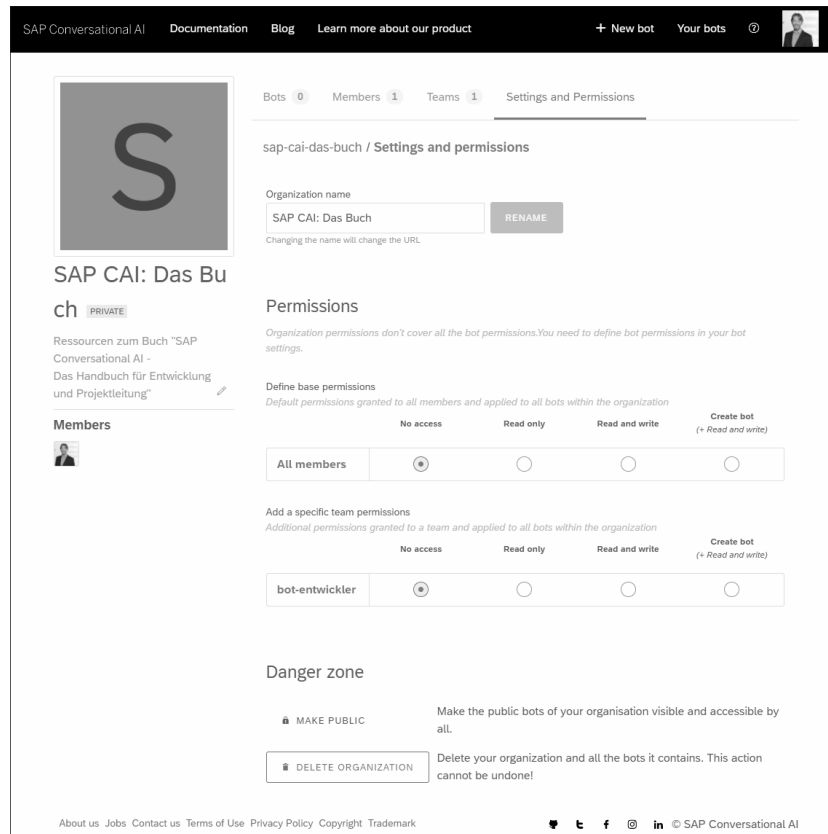 SAP Conversational AI Documentation Blog Learn more about our product + New bot Your bots ?
S
Bots 0 Members 1 Teams 1 Settings and Permissions
sap-cai-das-buch / Settings and permissions
Organization name
SAP CAI: Das Buch RENAME
Changing the name will change the URL
SAP CAI: Das Bu
ch PRIVATE
Ressourcen zum Buch "SAP
Conversational AI -
Das Handbuch für Entwicklung
und Projektleitung"
Members
Permissions
Organization permissions don't cover all the bot permissions.You need to define bot permissions in your bot
settings.
Define base permissions
Default permissions granted to all members and applied to all bots within the organization
No access Read only Read and write Create bot
(+ Read and write)
All members
Add a specific team permissions
Additional permissions granted to a team and applied to all bots within the organization
No access Read only Read and write Create bot
(+ Read and write)
bot-entwickler
Danger zone
MAKE PUBLIC Make the public bots of your organisation visible and accessible by
all.
DELETE ORGANIZATION Delete your organization and all the bots it contains. This action
cannot be undone!
About us Jobs Contact us Terms of Use Privacy Policy Copyright Trademark © SAP Conversational AI